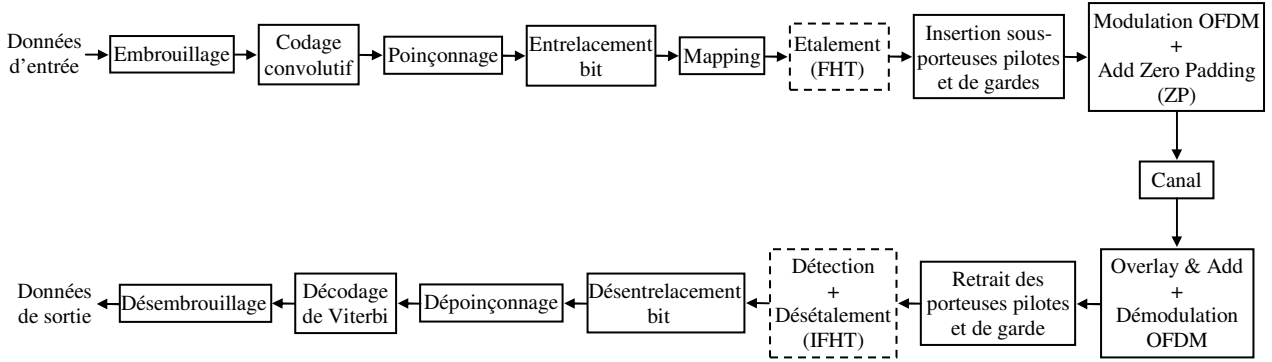 Données
d'entrée
Embrouillage
Codage
convolutif
Poinçonnage
Entrelacement
bit
Mapping
Etalement
(FHT)
Insertion sous-
porteuses pilotes
et de gardes
Modulation OFDM
+
Add Zero Padding
(ZP)
Canal
Overlay & Add
+
Démodulation
OFDM
Retrait des
porteuses pilotes
et de garde
Détection
+
Désétalement
(IFHT)
Désentrelacement
bit
Dépoinçonnage
Décodage
de Viterbi
Désembrouillage
Données
de sortie